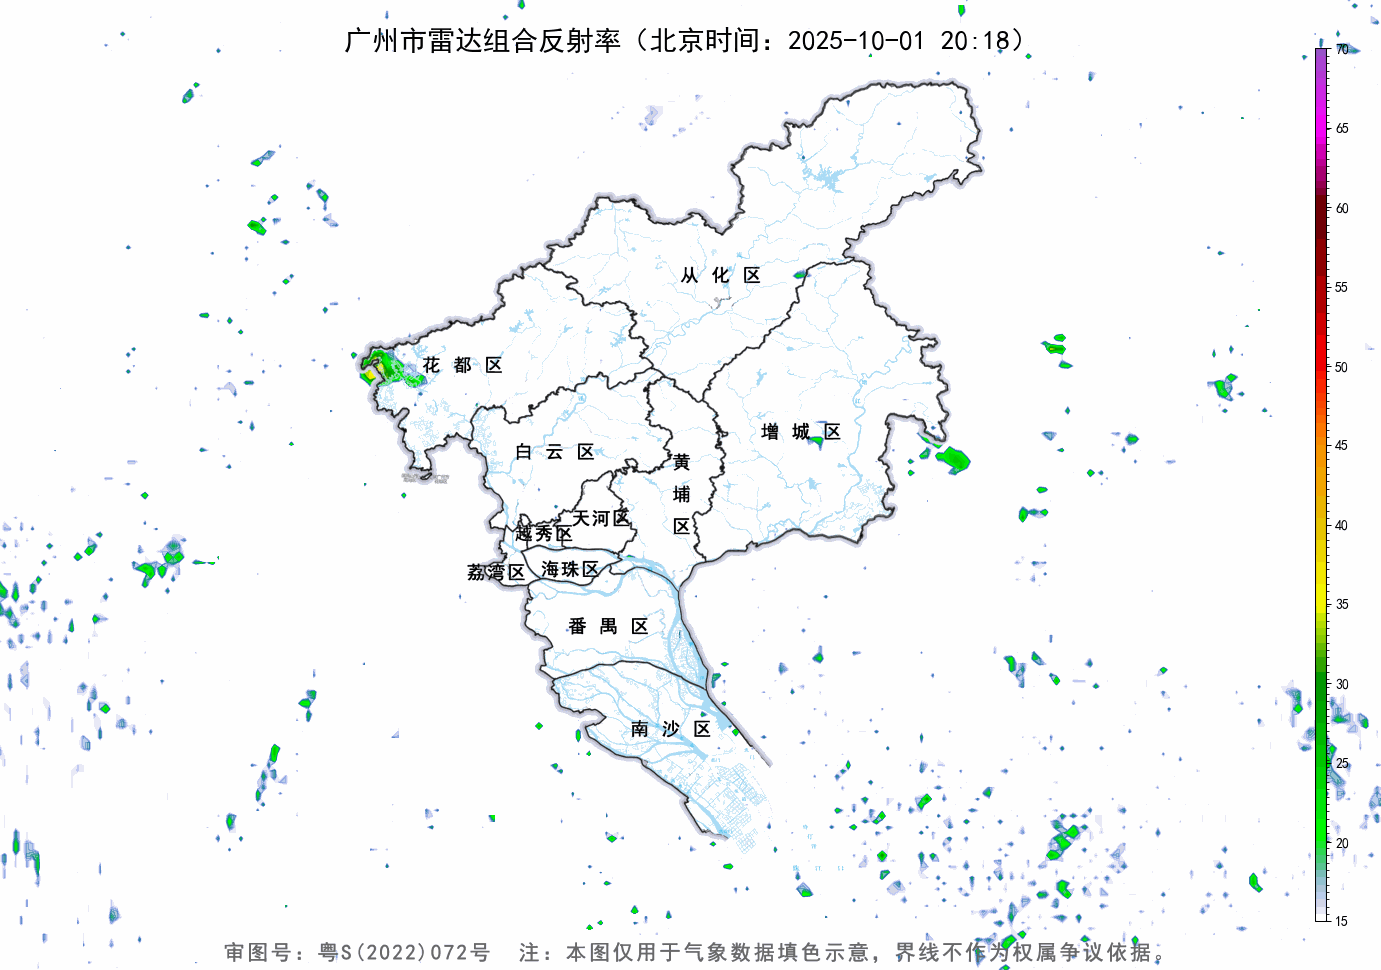 广州市雷达组合反射率（北京时间：2025-10-01 20:18）
70
65
60
55
50
45
40
35
30
25
20
15
从化区
花都区
增城区
白云区
黄埔区
天河区
越秀区
荔湾区
海珠区
番禺区
南沙区
审图号：粤S(2022)072号 注：本图仅用于气象数据填色示意，界线不作为权属争议依据。